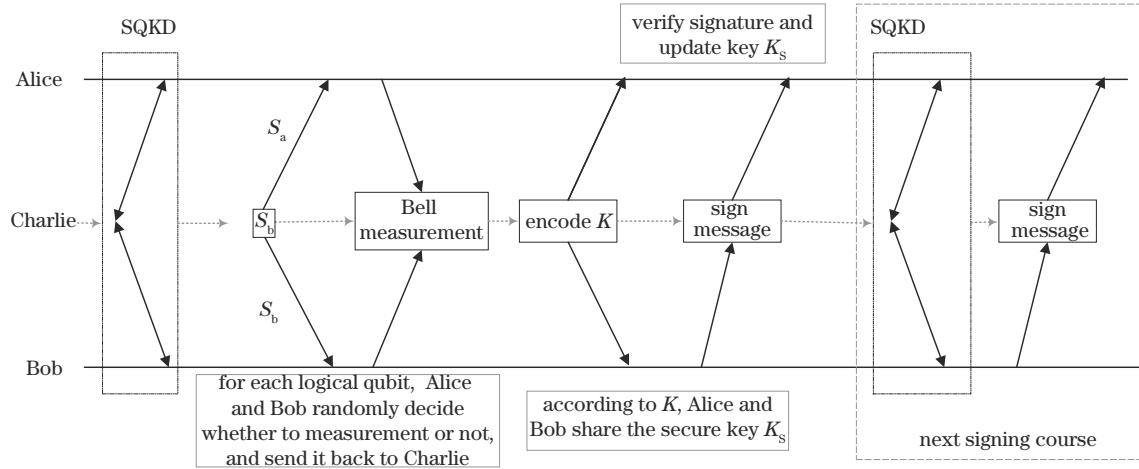 SQKD
verify signature and
update key K_S
SQKD
Alice
S_a
Charlie
S_b
Bell
measurement
encode K
sign
message
sign
message
S_b
Bob
for each logical qubit, Alice
and Bob randomly decide
whether to measurement or not,
and send it back to Charlie
according to K, Alice and
Bob share the secure key K_S
next signing course